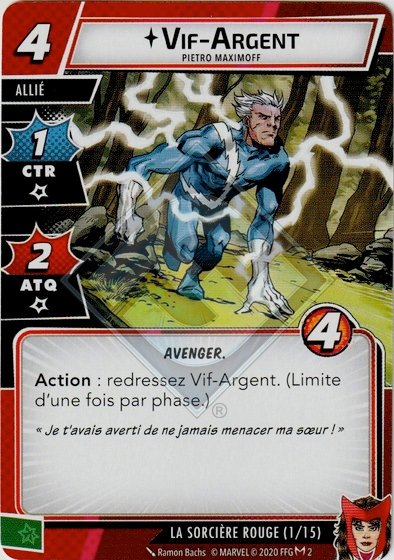 4
VIF-ARGENT
PIETRO MAXIMOFF
ALLIÉ
1
CTR
2
ATQ
4
AVENGER.
Action : redressez Vif-Argent. (Limite
d'une fois par phase.)
« Je t'avais averti de ne jamais menacer ma sœur ! »
®
LA SORCIÈRE ROUGE (1/15)
Ramon Bachs © MARVEL © 2020 FFG 2